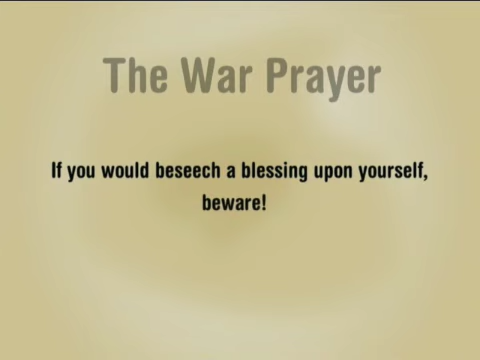 The War Prayer
If you would beseech a blessing upon yourself,
beware!